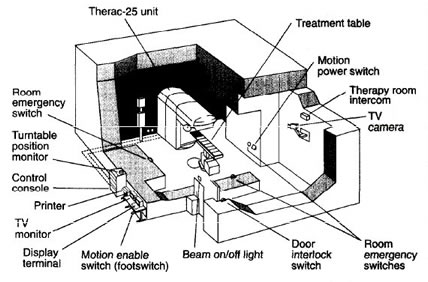 Therac-25 unit
Treatment table
Motion
power switch
Therapy room
intercom
TV
camera
Room
emergency
switch
Turntable
position
monitor
Control
console
Printer
TV
monitor
Display
terminal
Motion enable
switch (footswitch)
Beam on/off light
Door
interlock
switch
Room
emergency
switches